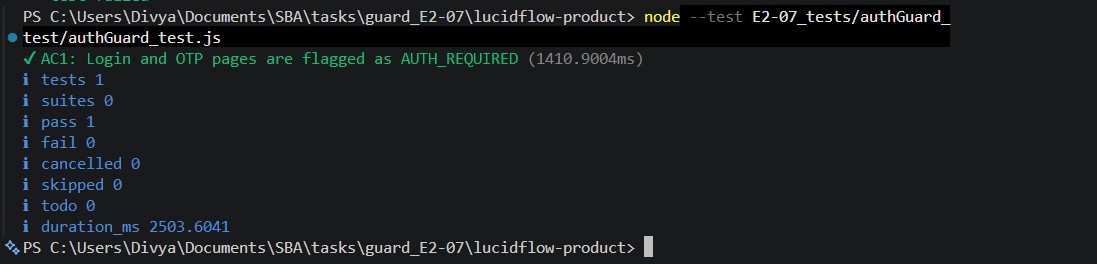 PS C:\Users\Divya\Documents\SBA\tasks\guard_E2-07\lucidflow-product> node --test E2-07_tests/authGuard_
test/authGuard_test.js
✔ AC1: Login and OTP pages are flagged as AUTH_REQUIRED (1410.9004ms)
ℹ tests 1
ℹ suites 0
ℹ pass 1
ℹ fail 0
ℹ cancelled 0
ℹ skipped 0
ℹ todo 0
ℹ duration_ms 2503.6041
PS C:\Users\Divya\Documents\SBA\tasks\guard_E2-07\lucidflow-product>